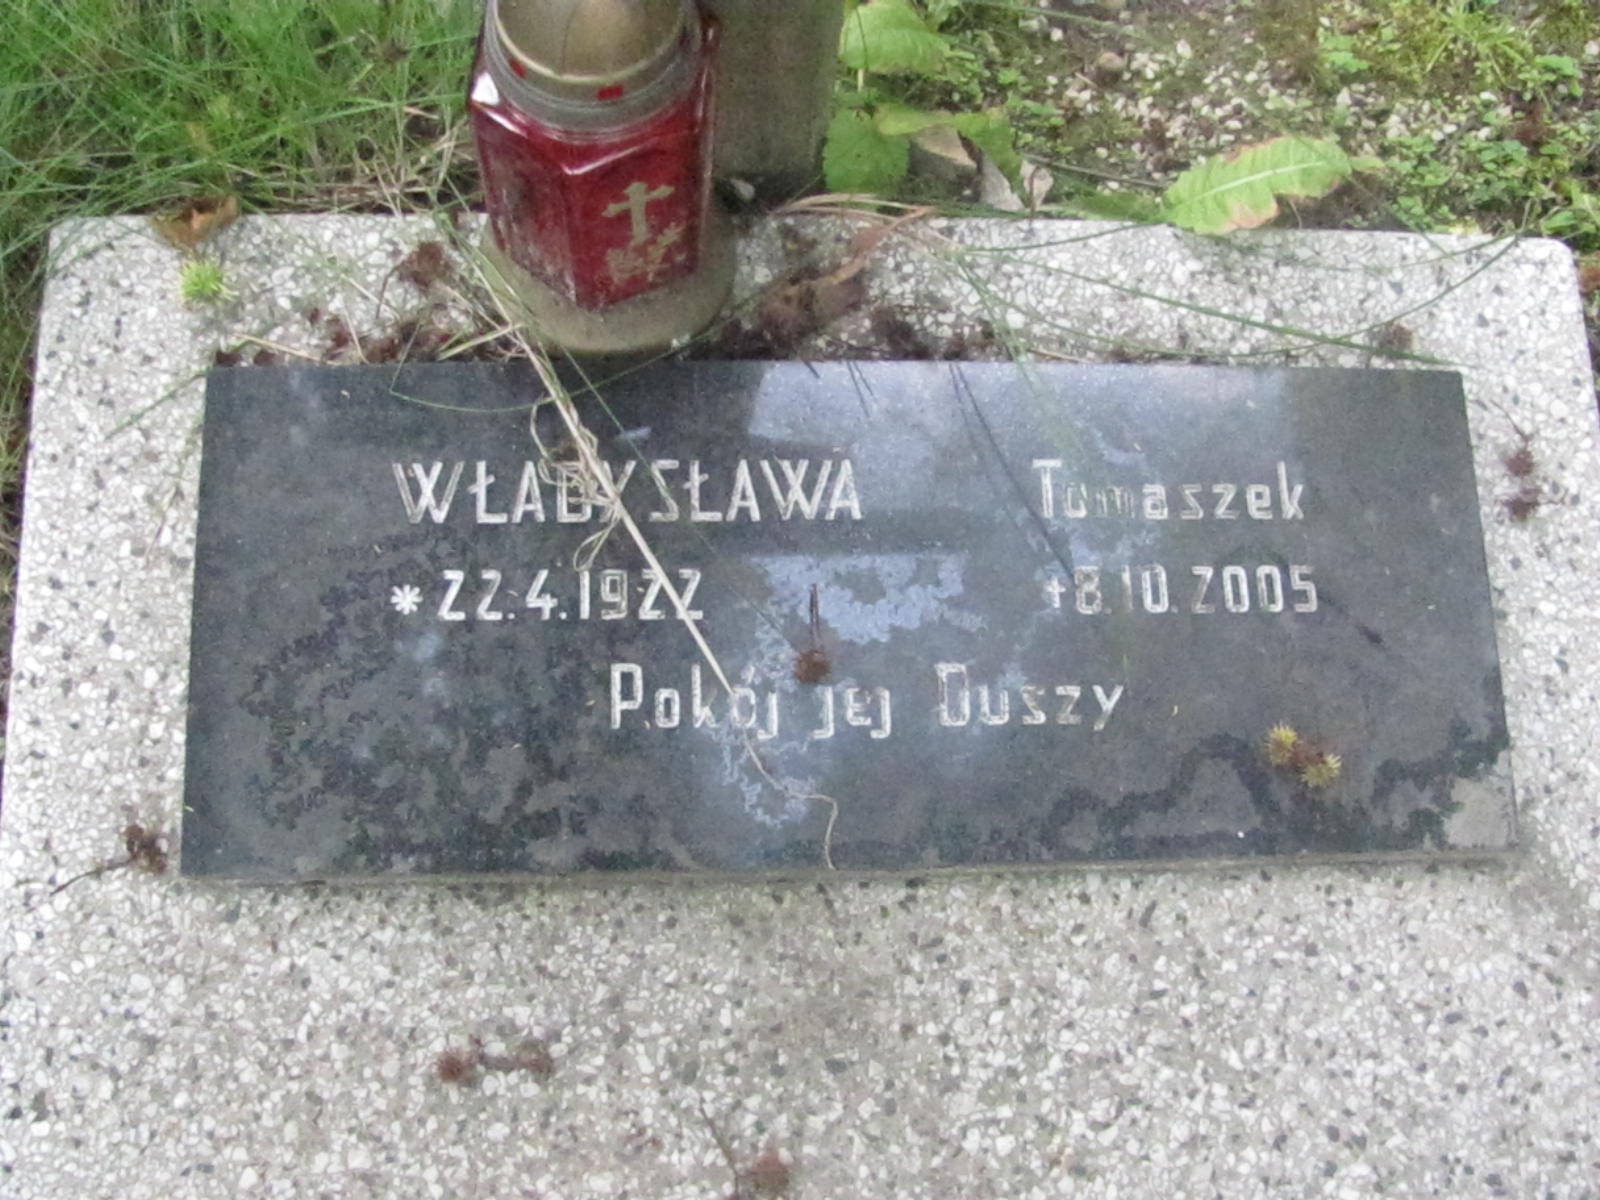 WŁADYSŁAWA Tomaszek
* 22.4.1922 +8.10.2005
Pokój jej Duszy